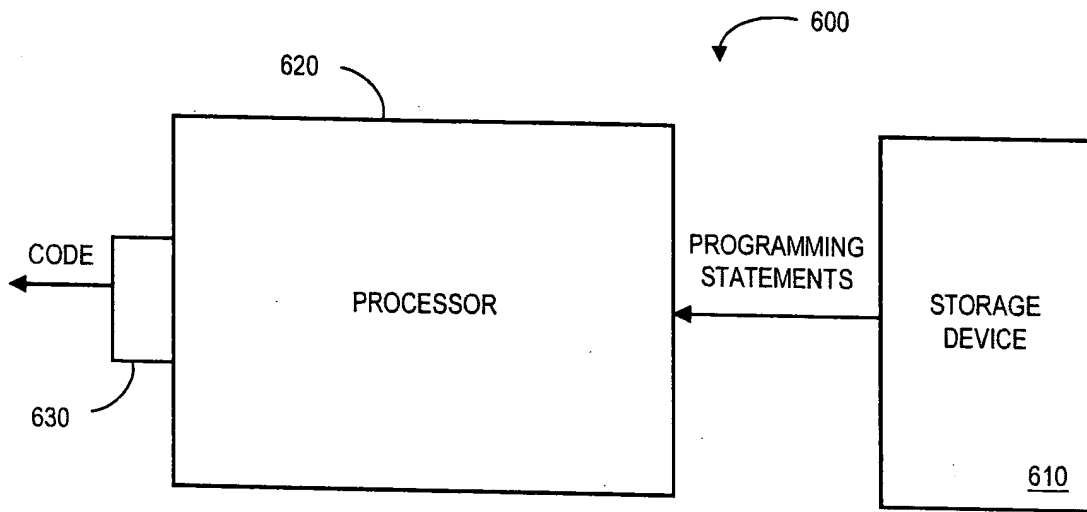 600
620
CODE
PROCESSOR
PROGRAMMING
STATEMENTS
STORAGE
DEVICE
630
610